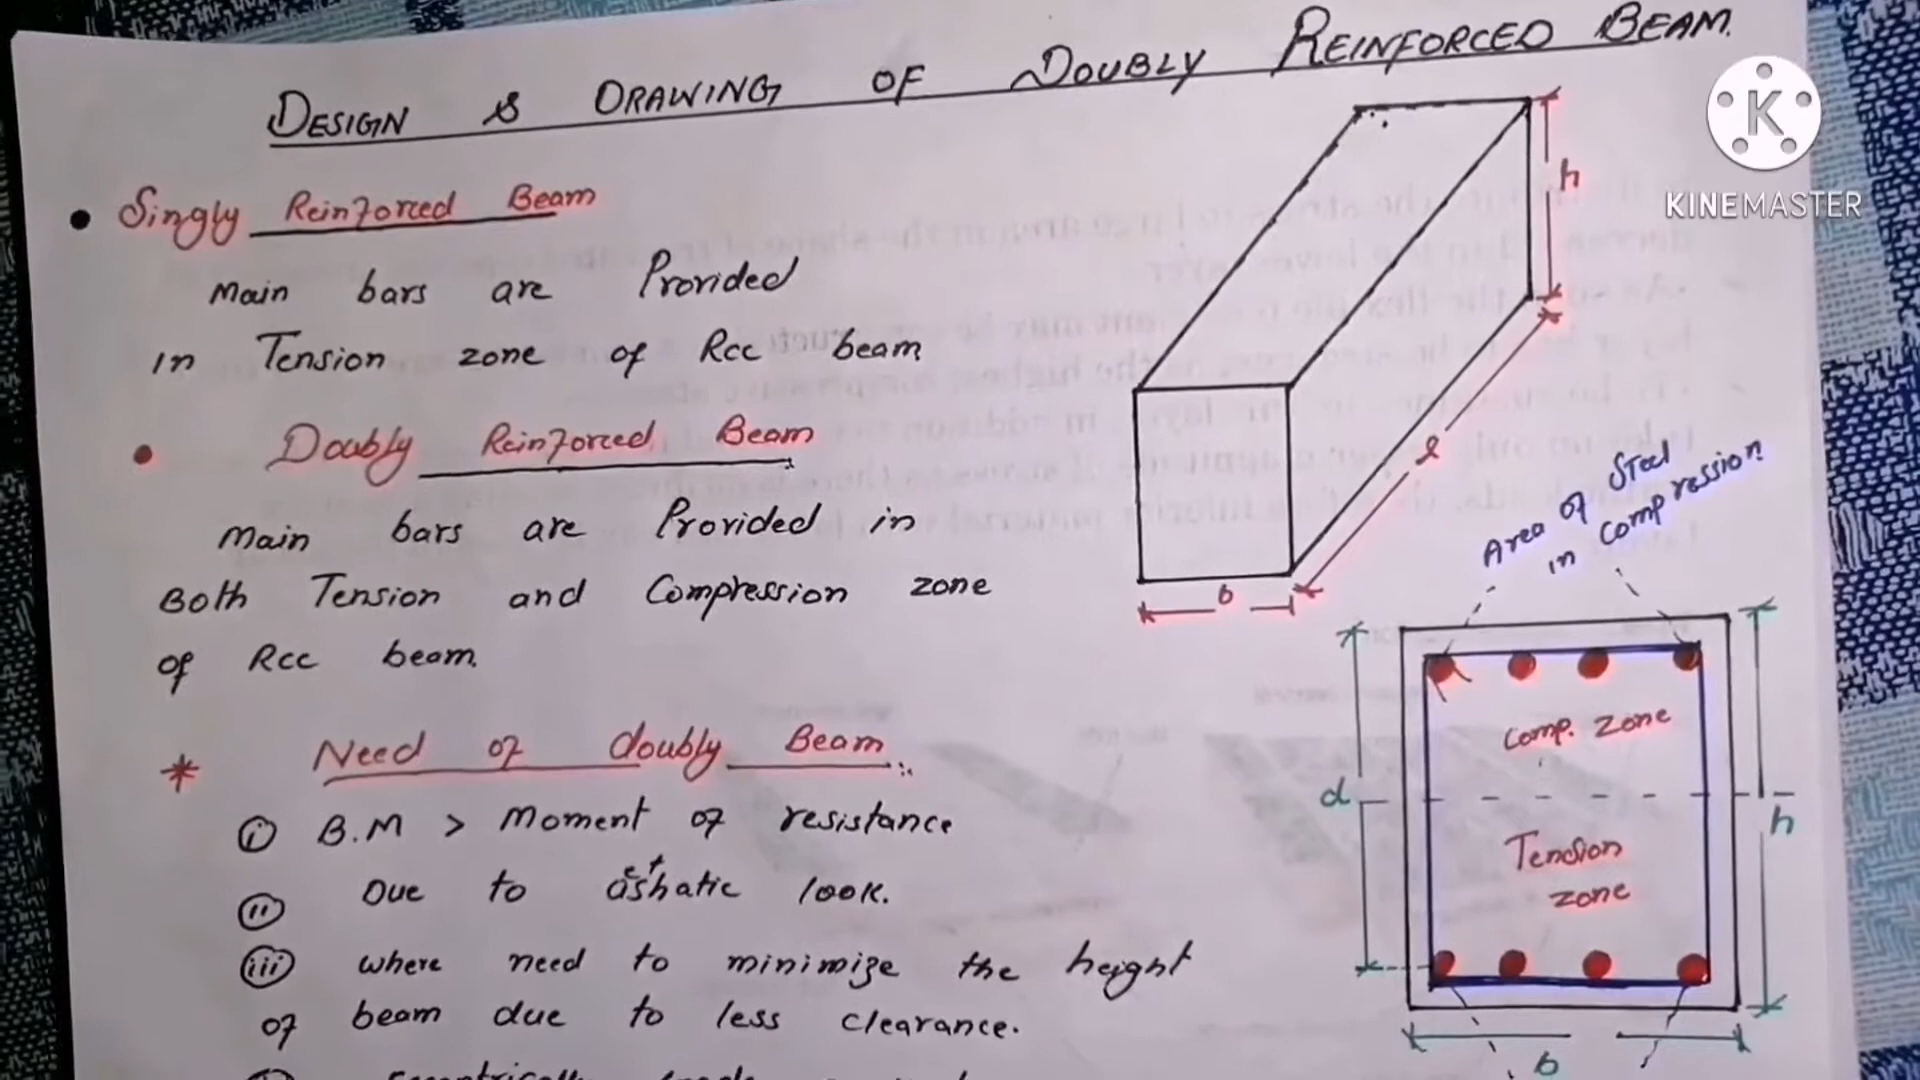 DESIGN & DRAWING OF DOUBLY REINFORCED BEAM.
KINEMASTER
• Singly Reinforced Beam
Main bars are Provided
in Tension zone of Rcc beam
• Doubly Reinforced Beam
Main bars are Provided in
Both Tension and Compression zone
of Rcc beam.
* Need of doubly Beam
(i) B.M > Moment of resistance
(ii) Due to asthatic look.
(iii) where need to minimize the height
of beam due to less clearance.
h
l
b
Area of Steel
in Compression
Comp. zone
d
h
Tension
zone
b